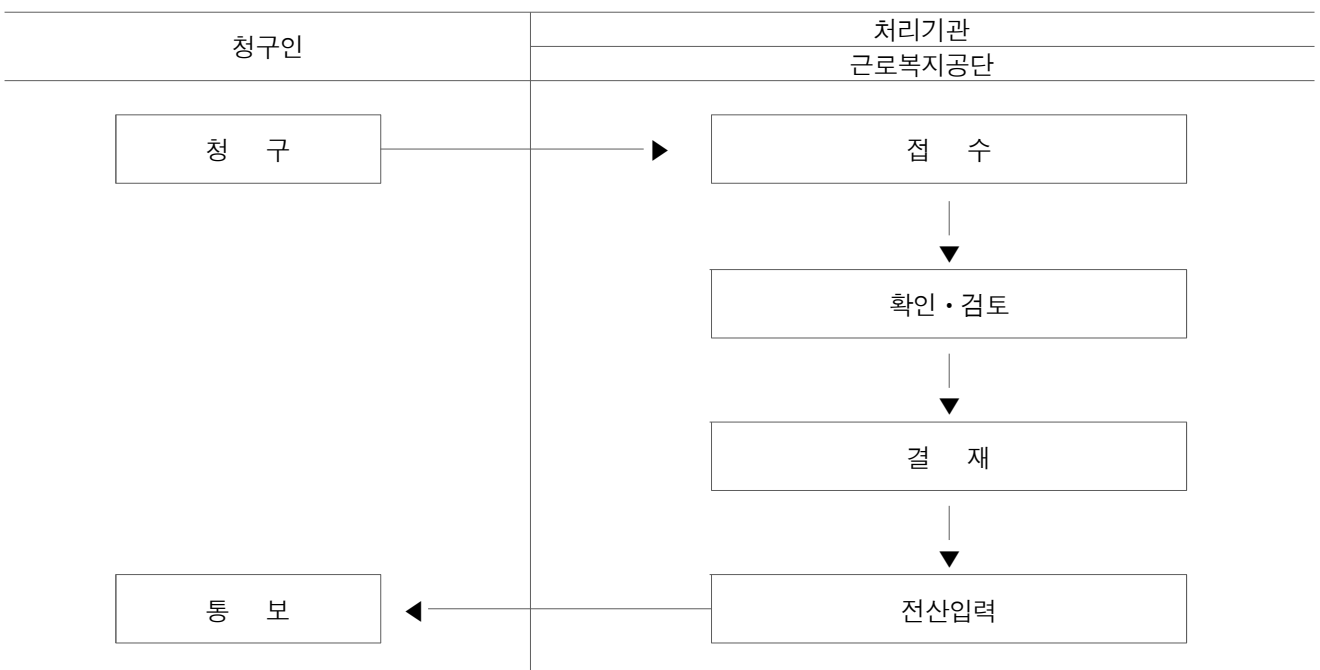 청구인
처리기관
근로복지공단
청 구
접 수
확인・검토
결 재
통 보
전산입력